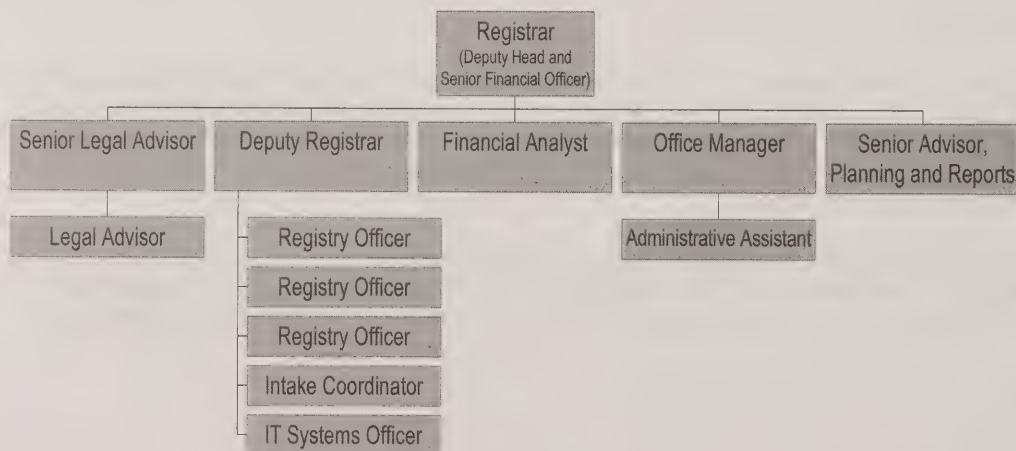 Registrar
(Deputy Head and
Senior Financial Officer)
Senior Legal Advisor
Deputy Registrar
Financial Analyst
Office Manager
Senior Advisor,
Planning and Reports
Legal Advisor
Registry Officer
Registry Officer
Registry Officer
Intake Coordinator
IT Systems Officer
Administrative Assistant